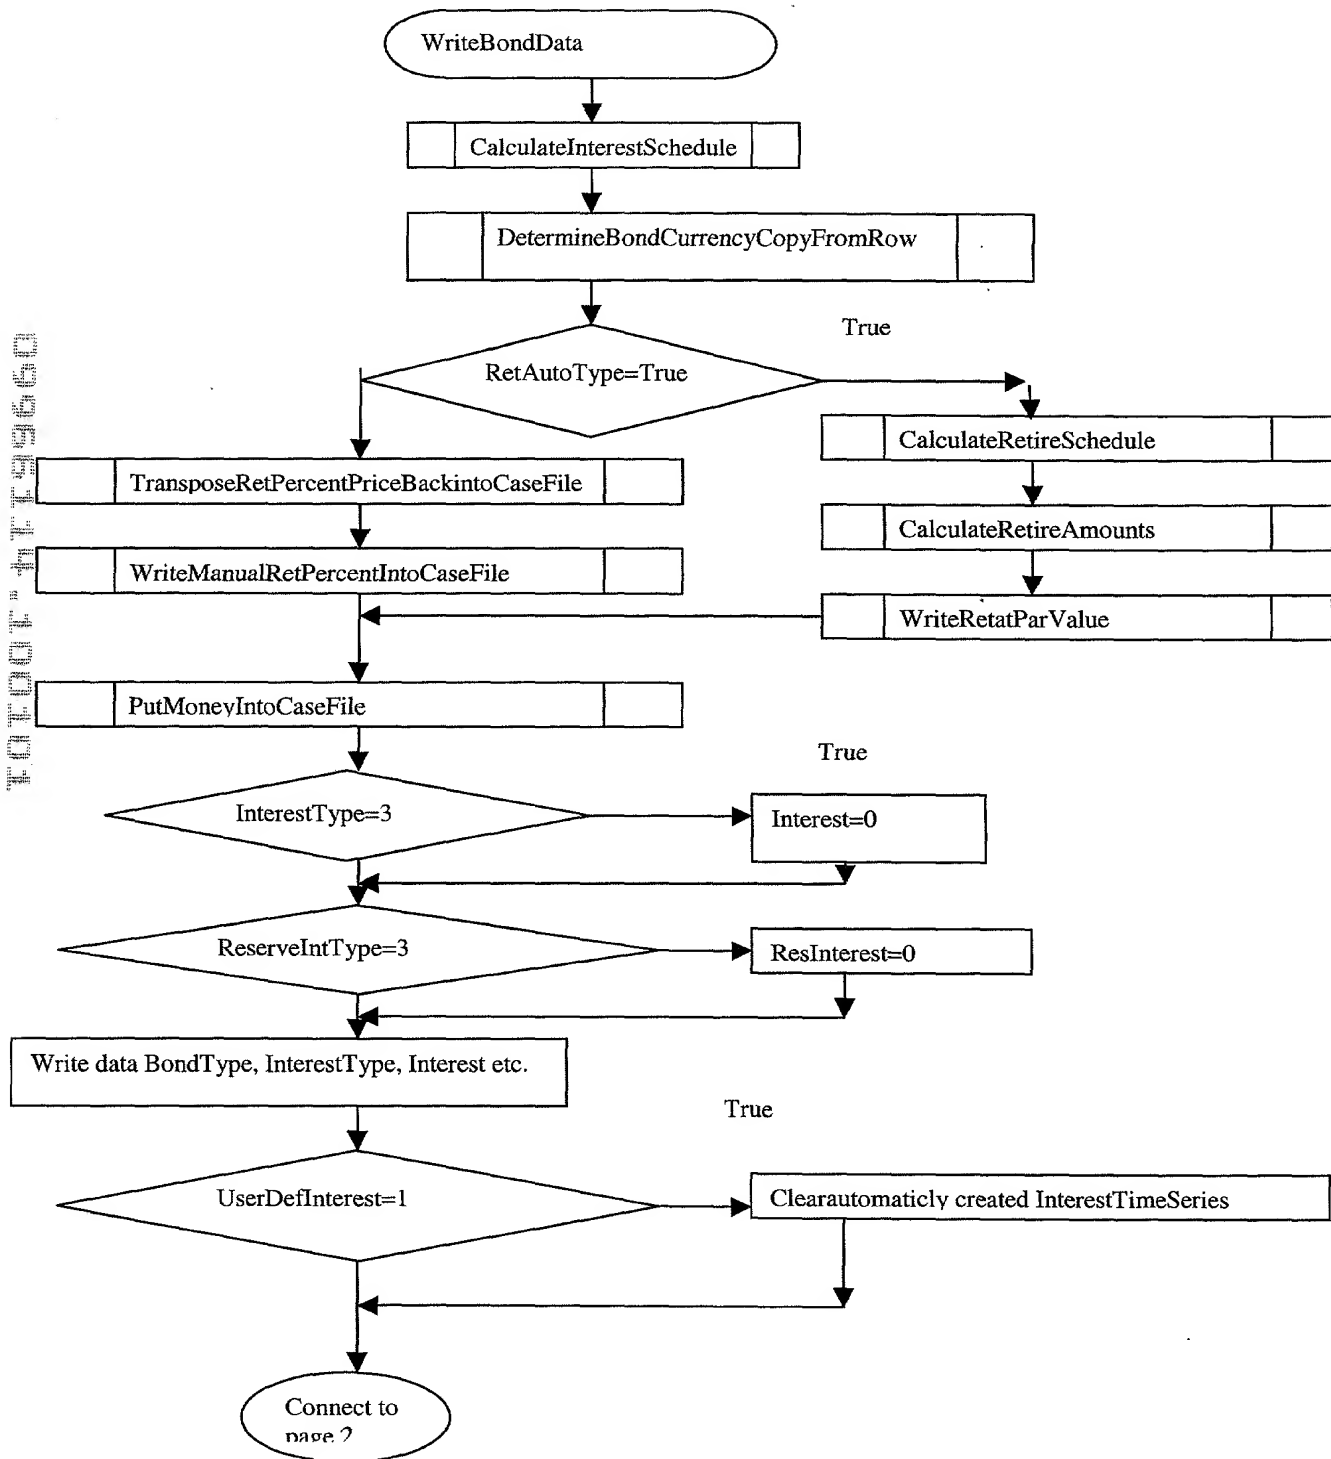 WriteBondData
CalculateInterestSchedule
DetermineBondCurrencyCopyFromRow
True
RetAutoType=True
CalculateRetireSchedule
TransposeRetPercentPriceBackintoCaseFile
CalculateRetireAmounts
WriteManualRetPercentIntoCaseFile
WriteRetatParValue
PutMoneyIntoCaseFile
True
InterestType=3
Interest=0
ReserveIntType=3
ResInterest=0
Write data BondType, InterestType, Interest etc.
True
UserDefInterest=1
Clearautomaticly created InterestTimeSeries
Connect to
page 2